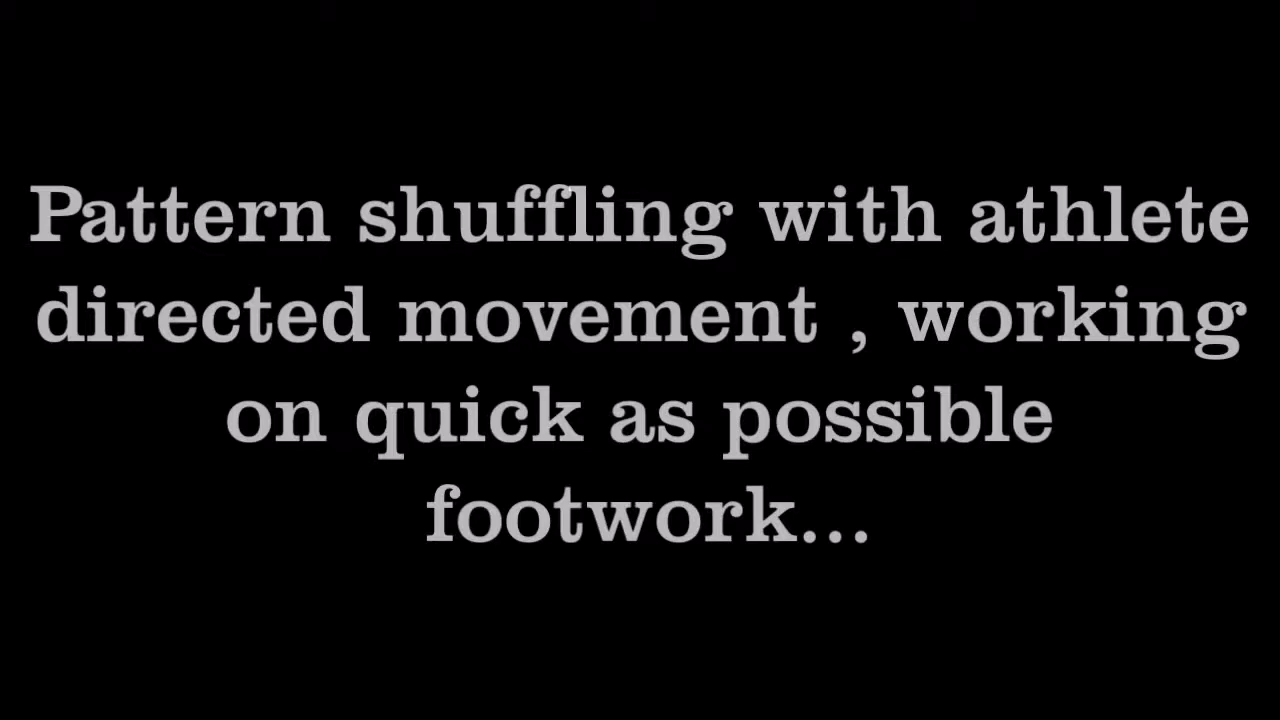 Pattern shuffling with athlete
directed movement , working
on quick as possible
footwork...